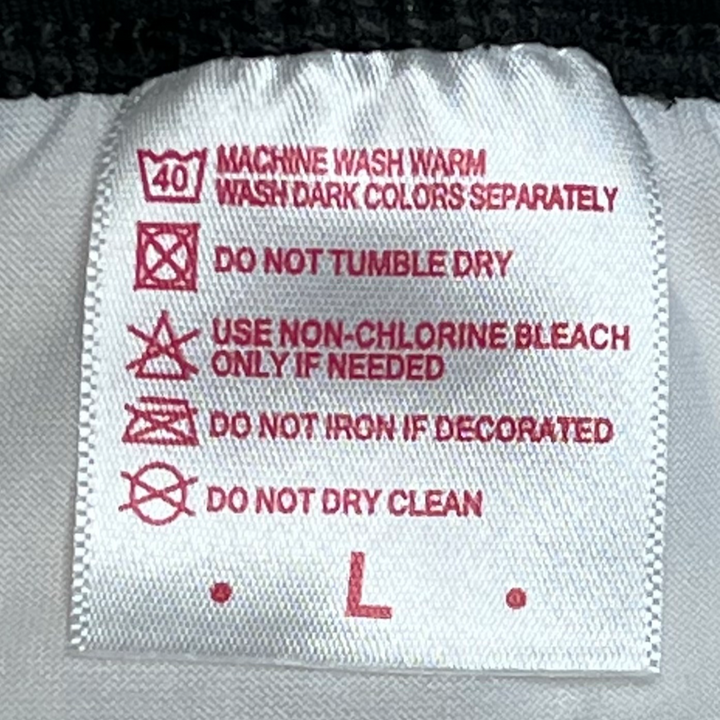 40 MACHINE WASH WARM
WASH DARK COLORS SEPARATELY
DO NOT TUMBLE DRY
USE NON-CHLORINE BLEACH
ONLY IF NEEDED
DO NOT IRON IF DECORATED
DO NOT DRY CLEAN
• L •